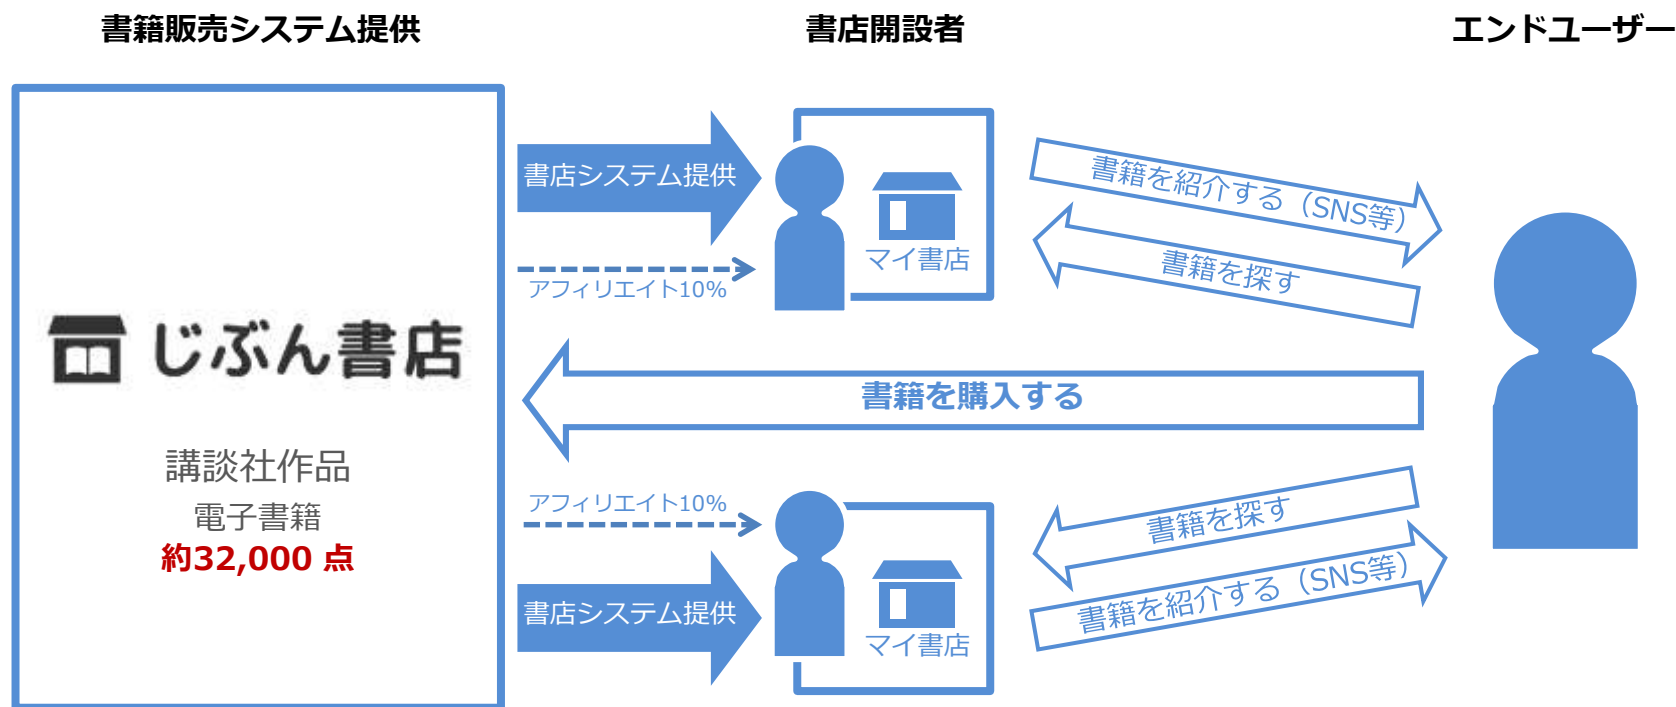 書籍販売システム提供
書店開設者
エンドユーザー
書店システム提供
アフィリエイト10%
マイ書店
書籍を紹介する（SNS等）
書籍を探す
じぶん書店
書籍を購入する
講談社作品
電子書籍
約32,000 点
アフィリエイト10%
書店システム提供
マイ書店
書籍を探す
書籍を紹介する（SNS等）